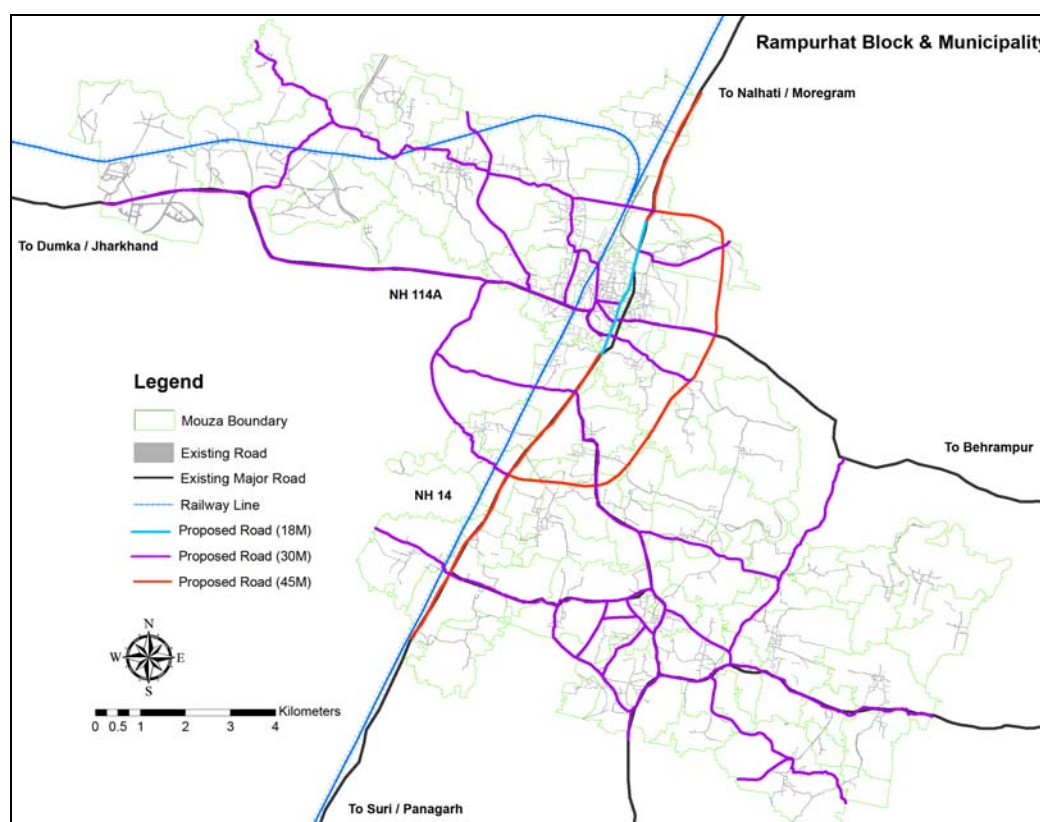 Rampurhat Block & Municipality
To Nalhati / Moregram
To Dumka / Jharkhand
NH 114A
Legend
Mouza Boundary
Existing Road
Existing Major Road
Railway Line
Proposed Road (18M)
Proposed Road (30M)
Proposed Road (45M)
To Behrampur
NH 14
N
W E
S
Kilometers
0 0.5 1 2 3 4
To Suri / Panagarh